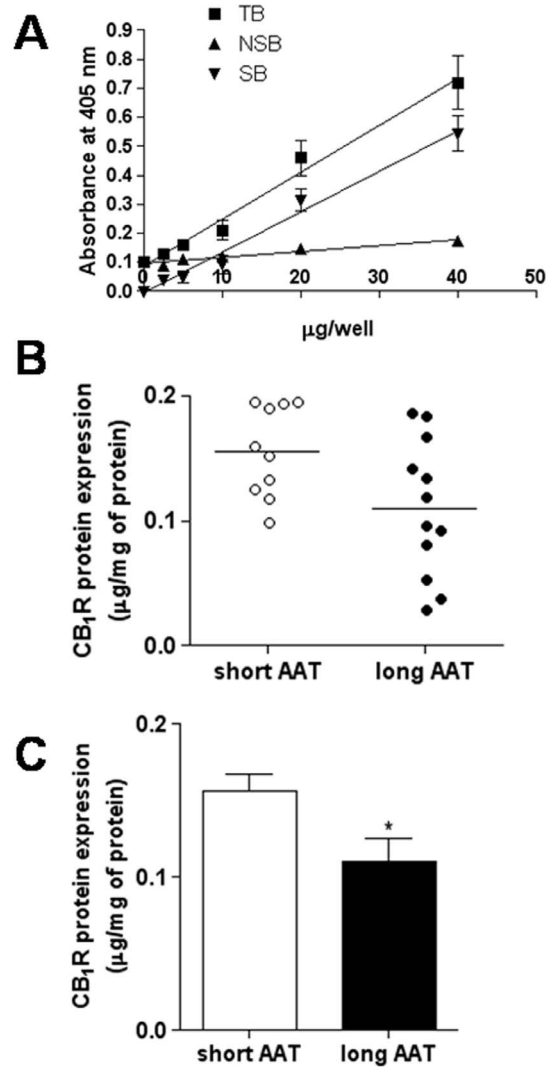 A
TB
NSB
SB
0.9
0.8
0.7
0.6
0.5
0.4
0.3
0.2
0.1
0.0
Absorbance at 405 nm
0 10 20 30 40 50
µg/well
B
0.2
0.1
0.0
CB₁R protein expression
(µg/mg of protein)
short AAT long AAT
C
0.2
0.1
0.0
CB₁R protein expression
(µg/mg of protein)
*
short AAT long AAT